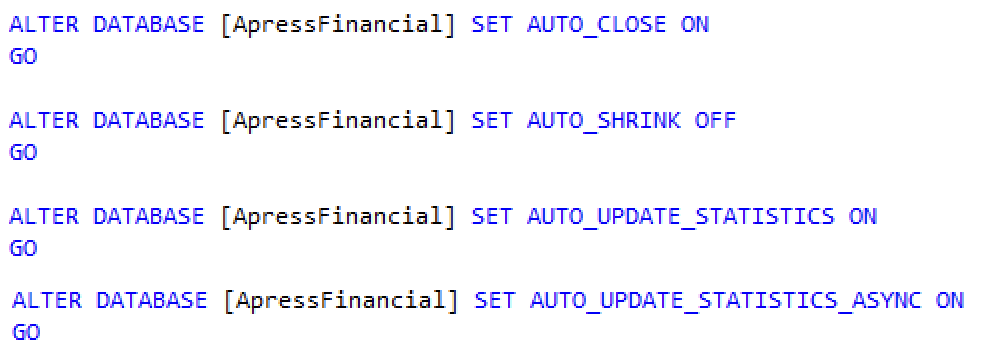 ALTER DATABASE [ApressFinancial] SET AUTO_CLOSE ON
GO
ALTER DATABASE [ApressFinancial] SET AUTO_SHRINK OFF
GO
ALTER DATABASE [ApressFinancial] SET AUTO_UPDATE_STATISTICS ON
GO
ALTER DATABASE [ApressFinancial] SET AUTO_UPDATE_STATISTICS_ASYNC ON
GO